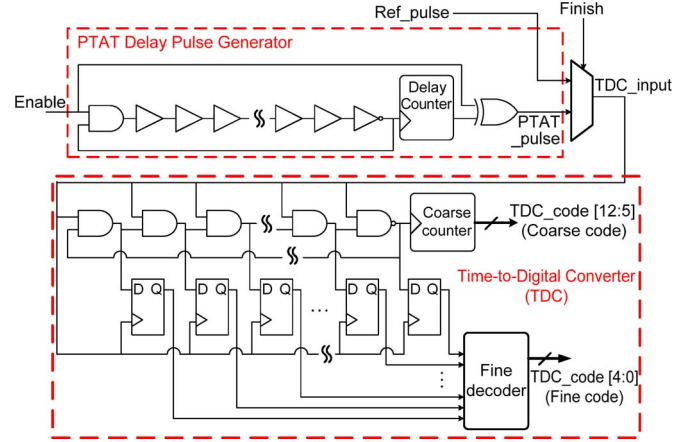 Ref_pulse
Finish
PTAT Delay Pulse Generator
TDC_input
Enable
Delay
Counter
PTAT
_pulse
Coarse
counter
TDC_code [12:5]
(Coarse code)
Time-to-Digital Converter
(TDC)
D Q
D Q
D Q
...
D Q
D Q
Fine
decoder
TDC_code [4:0]
(Fine code)